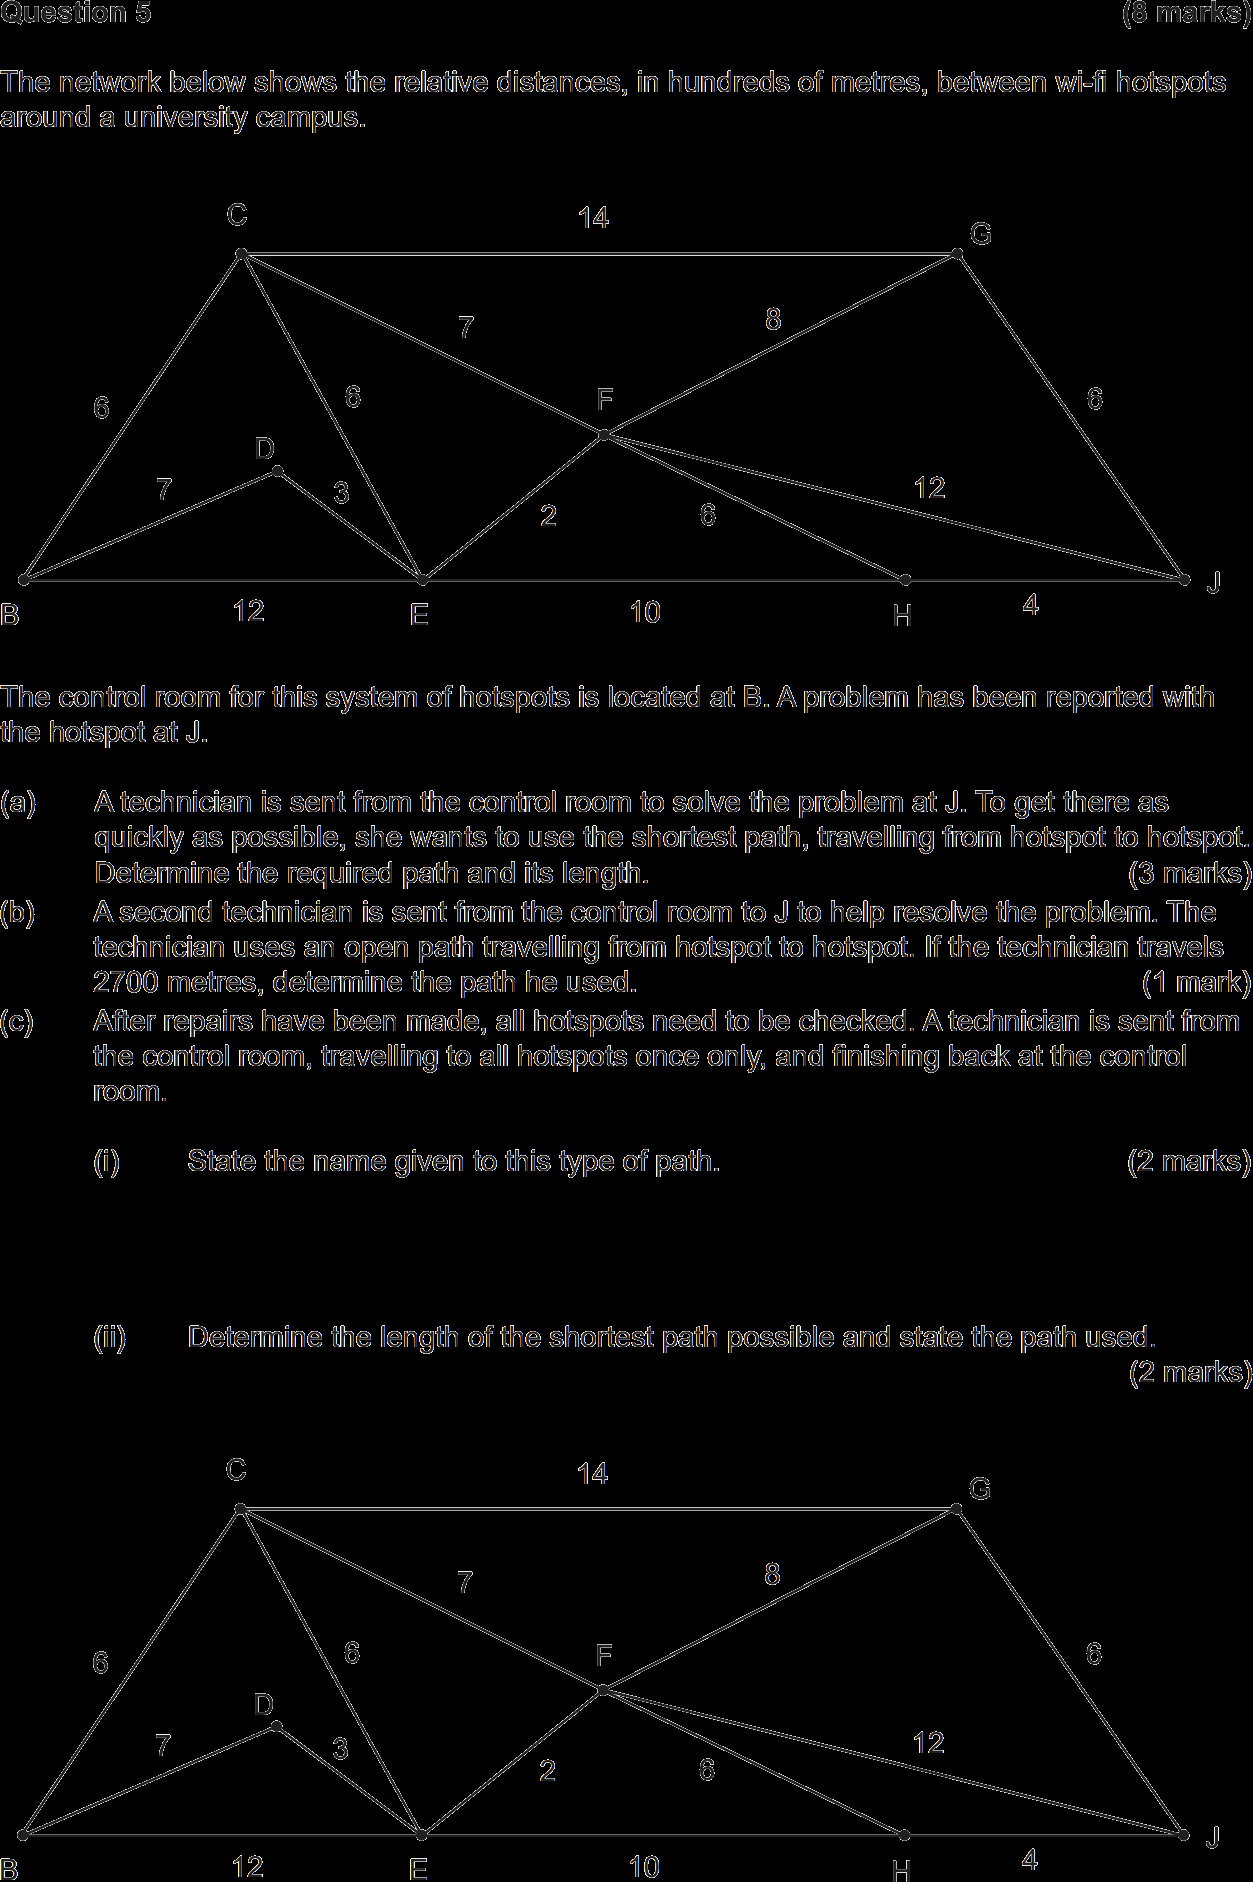 Question 5 (8 marks)
The network below shows the relative distances, in hundreds of metres, between wi-fi hotspots
around a university campus.
C
14
G
7
8
6
6
F
6
D
7
3
2
6
12
B
12
E
10
H
4
J
The control room for this system of hotspots is located at B. A problem has been reported with
the hotspot at J.
(a) A technician is sent from the control room to solve the problem at J. To get there as
quickly as possible, she wants to use the shortest path, travelling from hotspot to hotspot.
Determine the required path and its length. (3 marks)
(b) A second technician is sent from the control room to J to help resolve the problem. The
technician uses an open path travelling from hotspot to hotspot. If the technician travels
2700 metres, determine the path he used. (1 mark)
(c) After repairs have been made, all hotspots need to be checked. A technician is sent from
the control room, travelling to all hotspots once only, and finishing back at the control
room.
(i) State the name given to this type of path. (2 marks)
(ii) Determine the length of the shortest path possible and state the path used.
(2 marks)
C
14
G
7
8
6
6
F
6
D
7
3
2
6
12
B
12
E
10
H
4
J